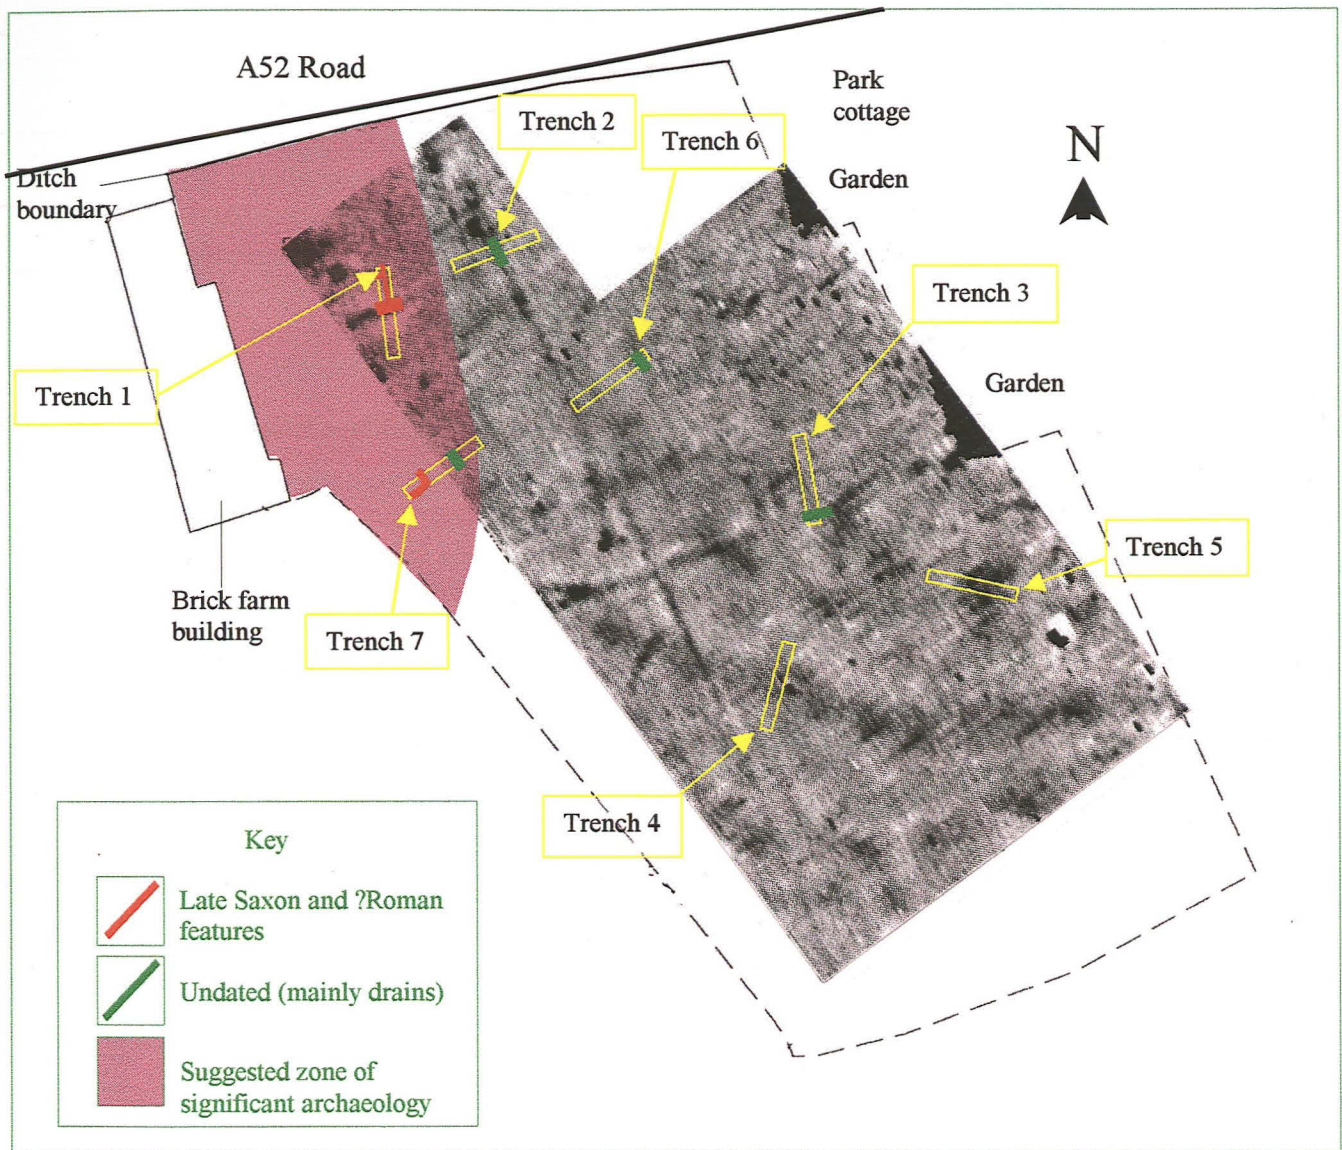 A52 Road
Park
cottage
Trench 2
Trench 6
N
Ditch
boundary
Garden
Trench 3
Trench 1
Garden
Trench 5
Brick farm
building
Trench 7
Trench 4
Key
Late Saxon and ?Roman
features
Undated (mainly drains)
Suggested zone of
significant archaeology